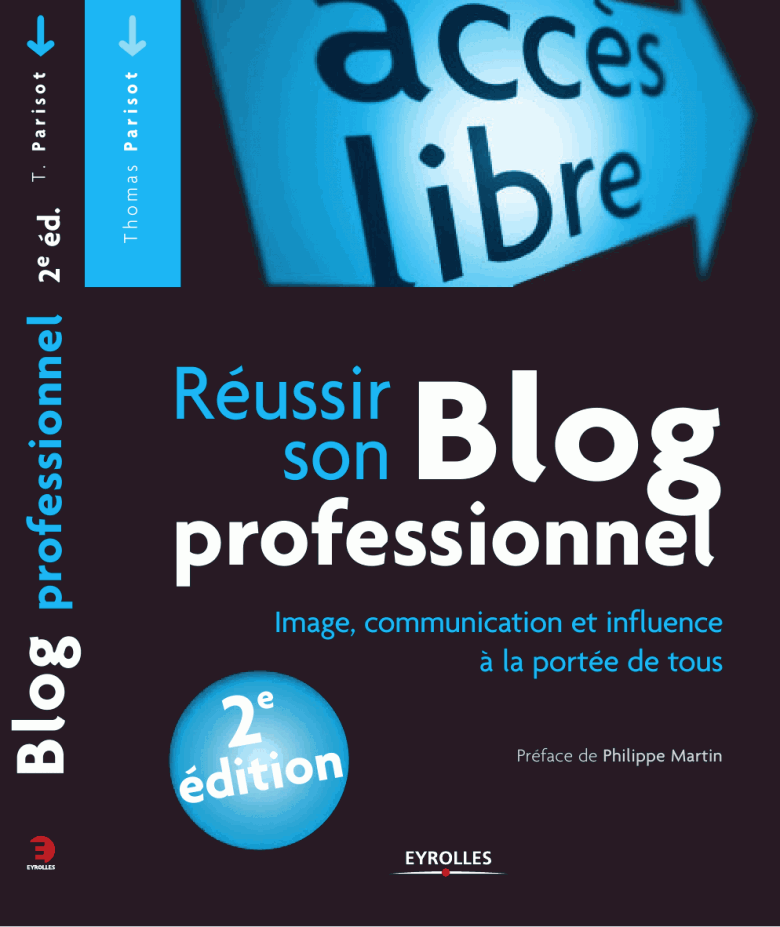 Blog professionnel 2e éd. T. Parisot
EYROLLES
Thomas Parisot
accès
libre
Réussir
son Blog
professionnel
Image, communication et influence
à la portée de tous
2e
édition
Préface de Philippe Martin
EYROLLES